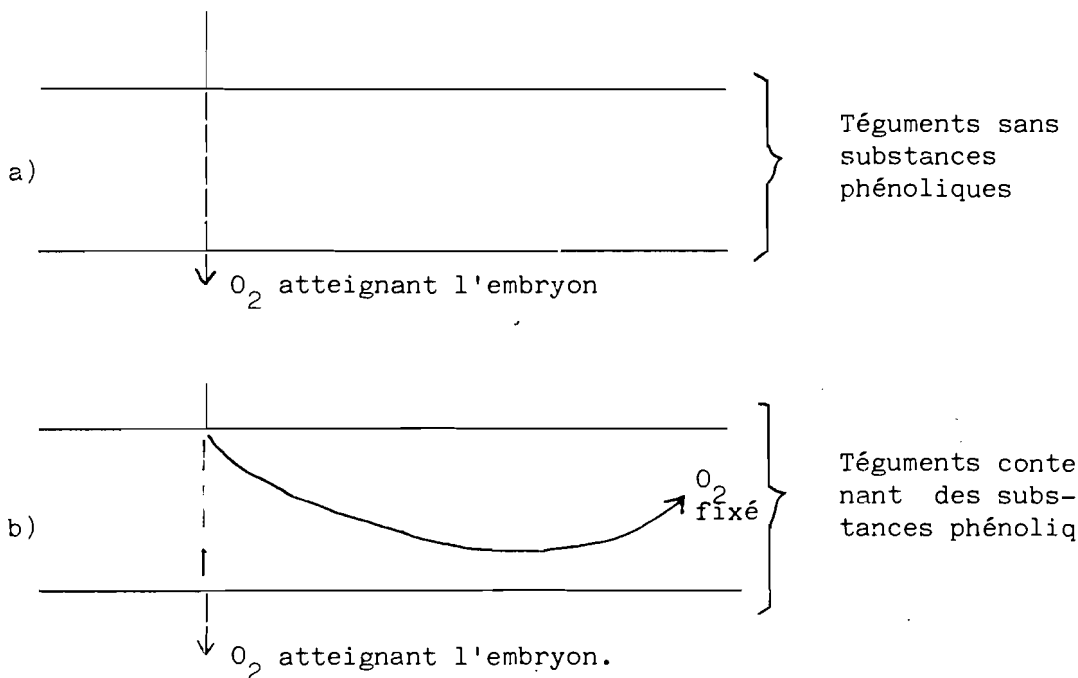 a)
Téguments sans
substances
phénoliques
O₂ atteignant l'embryon
b)
O₂
fixé
Téguments conte
nant des subs-
tances phénoliq
O₂ atteignant l'embryon.